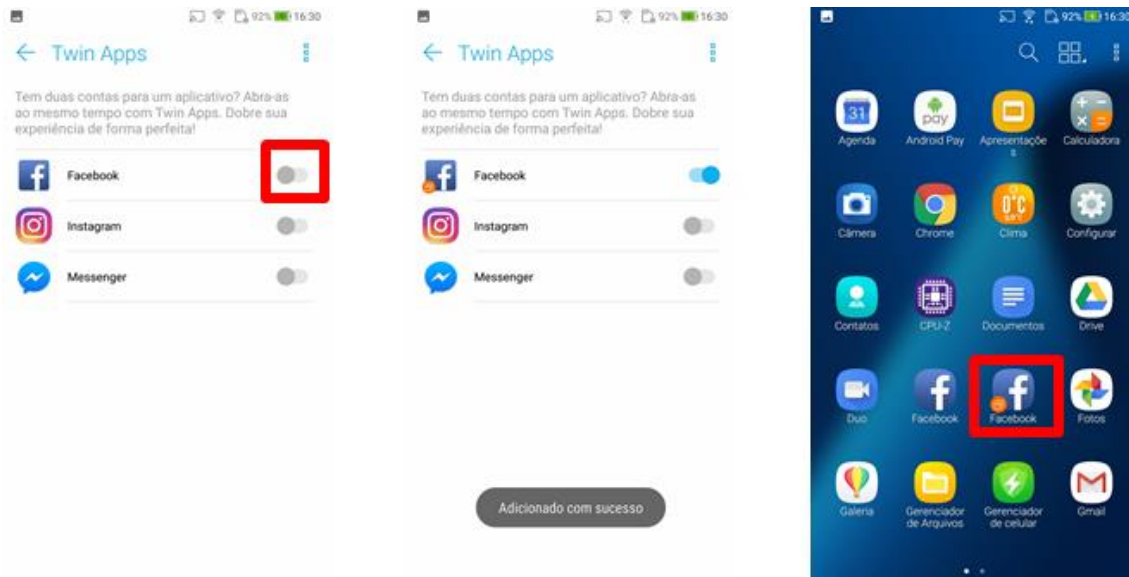 92% 16:30
Twin Apps
Tem duas contas para um aplicativo? Abra-as
ao mesmo tempo com Twin Apps. Dobre sua
experiência de forma perfeita!
Facebook
Instagram
Messenger
92% 16:30
Twin Apps
Tem duas contas para um aplicativo? Abra-as
ao mesmo tempo com Twin Apps. Dobre sua
experiência de forma perfeita!
Facebook
Instagram
Messenger
Adicionado com sucesso
92% 16:30
31
pay
Agenda
Android Pay
Apresentaçõe
s
Calculadora
0°C
Câmera
Chrome
Clima
Configurar
Contatos
CPU-Z
Documentos
Drive
Duo
Facebook
Facebook
Fotos
Galeria
Gerenciador
de Arquivos
Gerenciador
de celular
Gmail